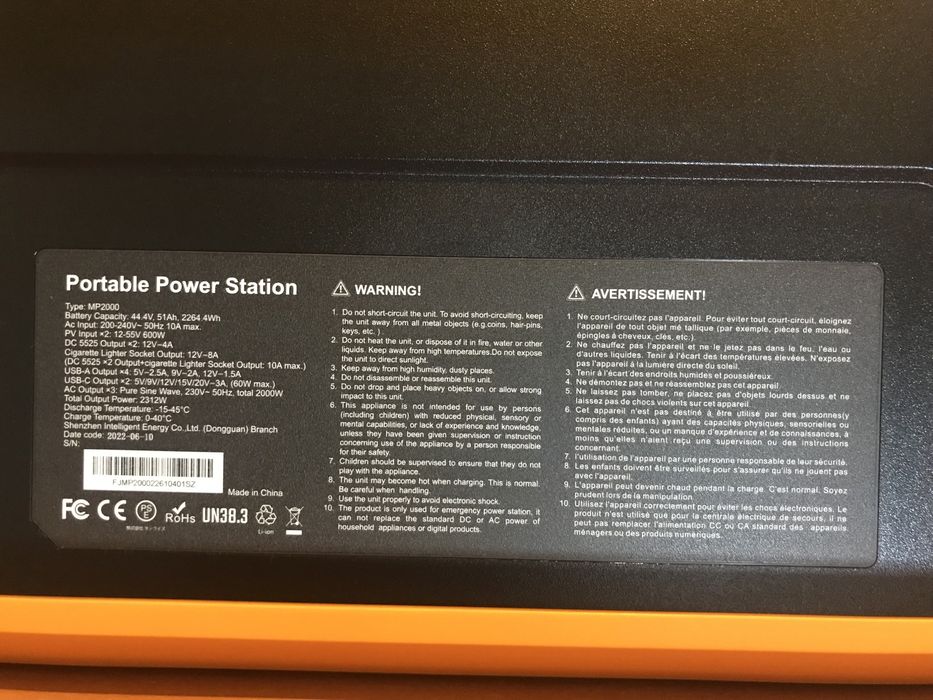 Portable Power Station
Type: MP2000
Battery Capacity: 44.4V, 51Ah, 2264.4Wh
Ac Input: 200-240V~ 50Hz 10A max.
PV Input ×2: 12-55V 600W
DC 5525 Output ×2: 12V⎓4A
Cigarette Lighter Socket Output: 12V⎓8A
(DC 5525 ×2 Output+cigarette Lighter Socket Output: 10A max.)
USB-A Output ×4: 5V⎓2.5A, 9V⎓2A, 12V⎓1.5A
USB-C Output ×2: 5V/9V/12V/15V/20V⎓3A, (60W max.)
AC Output ×3: Pure Sine Wave, 230V~ 50Hz, total 2000W
Total Output Power: 2312W
Discharge Temperature: -15-45°C
Charge Temperature: 0-40°C
Shenzhen Intelligent Energy Co.,Ltd. (Dongguan) Branch
Date code: 2022-06-10
S/N:
FJMP200022610401SZ
Made in China
FC CE PS E RoHS UN38.3
Li-ion
WARNING!
1. Do not short-circuit the unit. To avoid short-circuiting, keep
the unit away from all metal objects (e.g.coins, hair-pins,
keys, etc.) .
2. Do not heat the unit, or dispose of it in fire, water or other
liquids. Keep away from high temperatures.Do not expose
the unit to direct sunlight.
3. Keep away from high humidity, dusty places.
4. Do not disassemble or reassemble this unit.
5. Do not drop and place heavy objects on, or allow strong
impact to this unit.
6. This appliance is not intended for use by persons
(including children) with reduced physical, sensory or
mental capabilities, or lack of experience and knowledge,
unless they have been given supervision or instruction
concerning use of the appliance by a person responsible
for their safety.
7. Children should be supervised to ensure that they do not
play with the appliance.
8. The unit may become hot when charging. This is normal.
Be careful when handling.
9. Use the unit properly to avoid electronic shock.
10. The product is only used for emergency power station, it
can not replace the standard DC or AC power of
household appliances or digital products.
AVERTISSEMENT!
1. Ne court-circuitez pas l'appareil. Pour éviter tout court-circuit, éloignez
l'appareil de tout objet mé tallique (par exemple, pièces de monnaie,
épingles à cheveux, clés, etc.).
2. Ne chauffez pas l'appareil et ne le jetez pas dans le feu, l'eau ou
d'autres liquides. Tenir à l'écart des températures élevées. N'exposez
pas l'appareil à la lumière directe du soleil.
3. Tenir à l'écart des endroits humides et poussiéreux.
4. Ne démontez pas et ne réassemblez pas cet appareil.
5. Ne laissez pas tomber, ne placez pas d'objets lourds dessus et ne
laissez pas de chocs violents sur cet appareil.
6. Cet appareil n'est pas destiné à être utilisé par des personnes(y
compris des enfants) ayant des capacités physiques, sensorielles ou
mentales réduites, ou un manque d'expérience et de connaissances, à
moins qu'elles n'aient reçu une supervision ou des instructions
concernant.
7. l'utilisation de l'appareil par une personne responsable de leur sécurité.
8. Les enfants doivent être surveillés pour s'assurer qu'ils ne jouent pas
avec l'appareil.
9. L'appareil peut devenir chaud pendant la charge. C'est normal. Soyez
prudent lors de la manipulation.
10. Utilisez l'appareil correctement pour éviter les chocs électroniques. Le
produit n'est utilisé que pour la centrale électrique de secours, il ne
peut pas remplacer l'alimentation CC ou CA standard des appareils
ménagers ou des produits numériques.